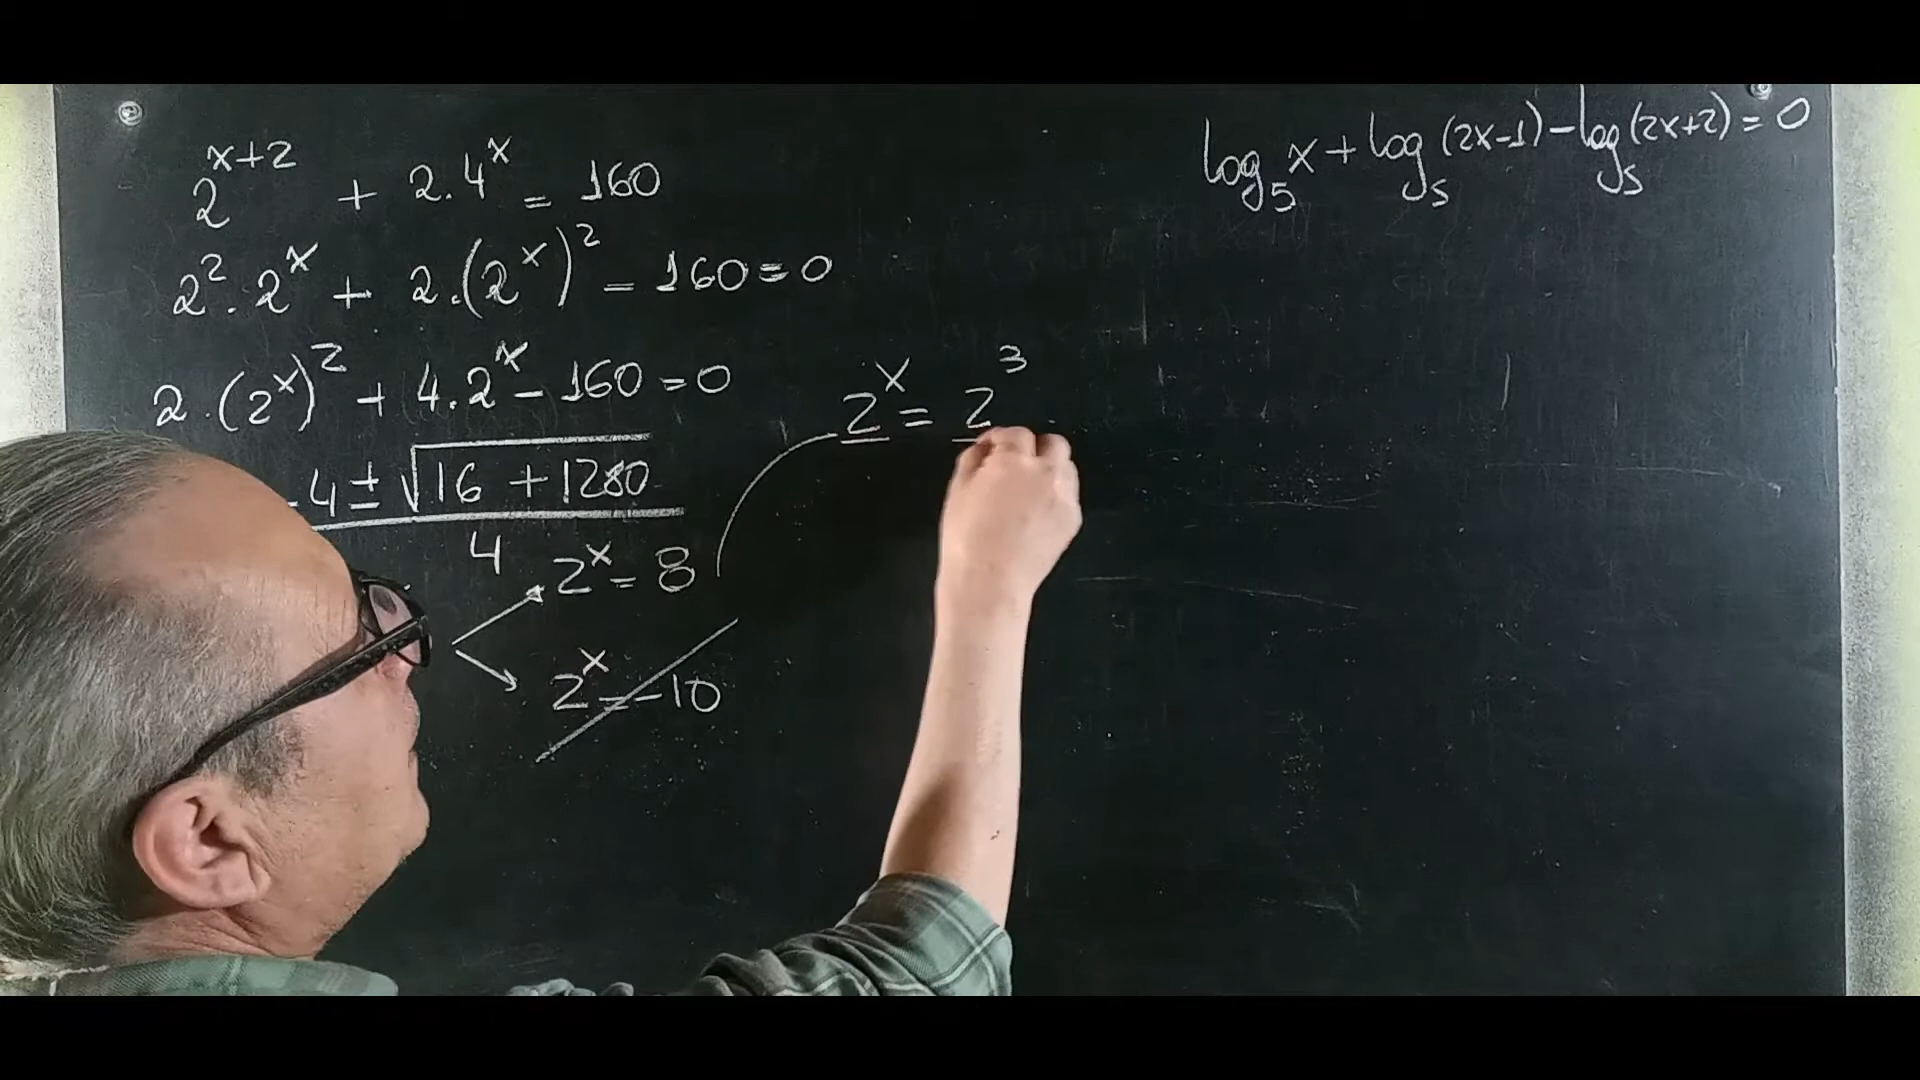 2^{x+2} + 2.4^x = 160
2^2 . 2^x + 2.(2^x)^2 - 160 = 0
2.(2^x)^2 + 4.2^x - 160 = 0
-4 ± √16 + 1280
4
2^x = 8
2^x = -10
2^x = 2^3
log_5 x + log_5 (2x-1) - log_5 (2x+2) = 0